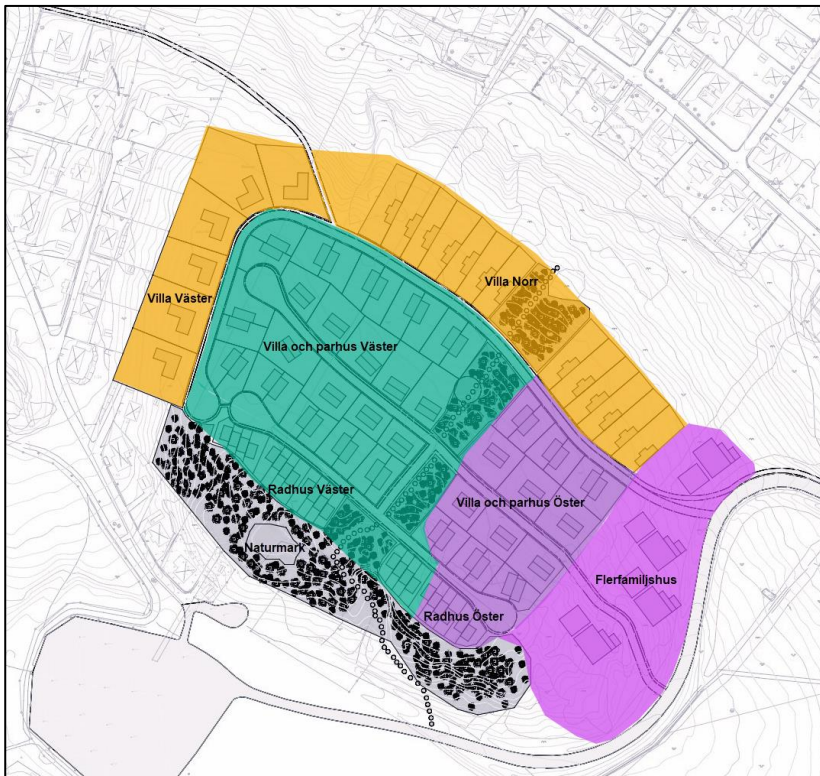 Villa Norr
Villa Väster
Villa och parhus Väster
Radhus Väster
Villa och parhus Öster
Naturmark
Flerfamiljshus
Radhus Öster